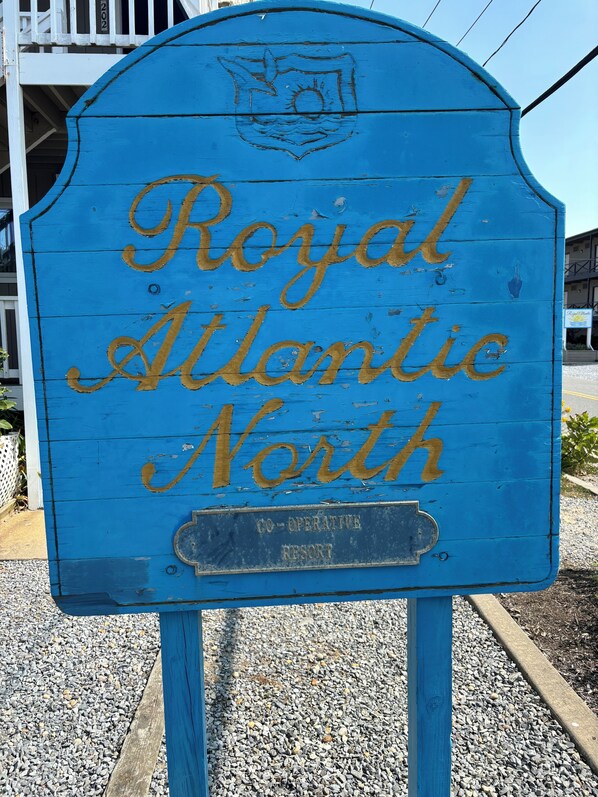 Royal
Atlantic
North
CO-OPERATIVE
RESORT